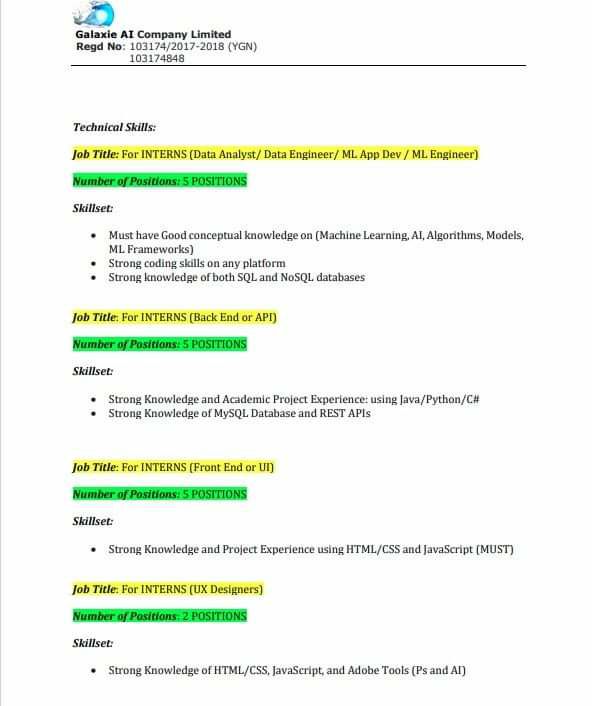 Galaxie AI Company Limited
Regd No: 103174/2017-2018 (YGN)
103174848
Technical Skills:
Job Title: For INTERNS (Data Analyst/ Data Engineer/ ML App Dev / ML Engineer)
Number of Positions: 5 POSITIONS
Skillset:
• Must have Good conceptual knowledge on (Machine Learning, AI, Algorithms, Models,
ML Frameworks)
• Strong coding skills on any platform
• Strong knowledge of both SQL and NoSQL databases
Job Title: For INTERNS (Back End or API)
Number of Positions: 5 POSITIONS
Skillset:
• Strong Knowledge and Academic Project Experience: using Java/Python/C#
• Strong Knowledge of MySQL Database and REST APIs
Job Title: For INTERNS (Front End or UI)
Number of Positions: 5 POSITIONS
Skillset:
• Strong Knowledge and Project Experience using HTML/CSS and JavaScript (MUST)
Job Title: For INTERNS (UX Designers)
Number of Positions: 2 POSITIONS
Skillset:
• Strong Knowledge of HTML/CSS, JavaScript, and Adobe Tools (Ps and AI)